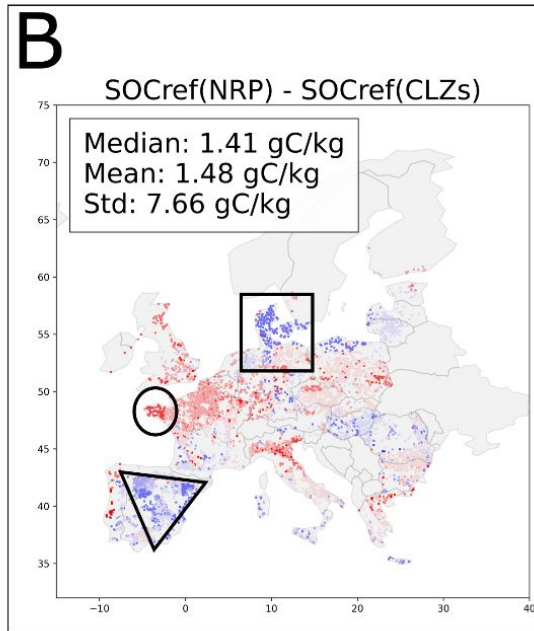 B
SOCref(NRP) - SOCref(CLZs)
Median: 1.41 gC/kg
Mean: 1.48 gC/kg
Std: 7.66 gC/kg
75
70
65
60
55
50
45
40
35
−10 0 10 20 30 40